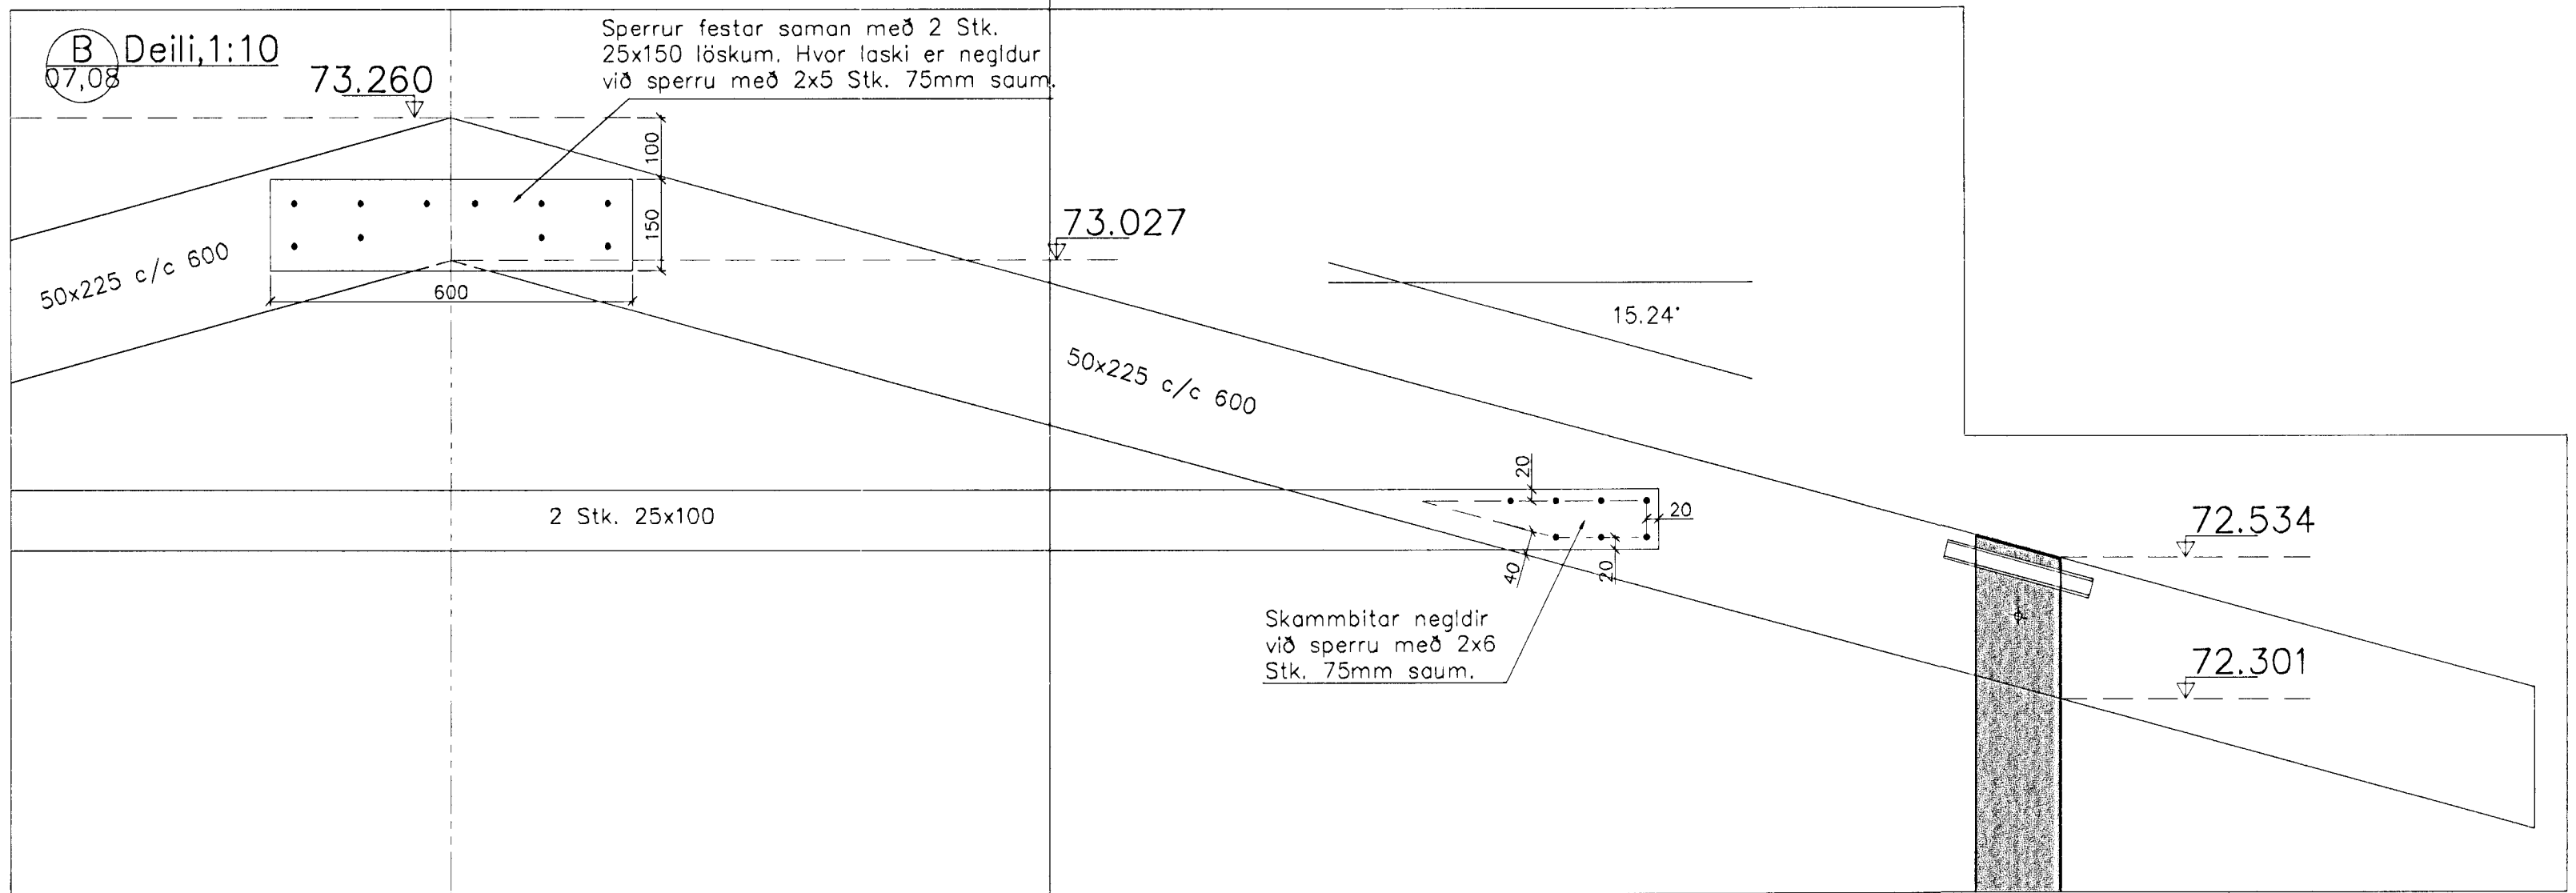 B Deili,1:10
07,08
73.260
Sperrur festar saman með 2 Stk.
25x150 löskum. Hvor laski er negldur
við sperru með 2x5 Stk. 75mm saum.
100
150
600
50x225 c/c 600
73.027
15.24°
50x225 c/c 600
2 Stk. 25x100
20
20
40
20
Skammbitar negldir
við sperru með 2x6
Stk. 75mm saum.
72.534
72.301